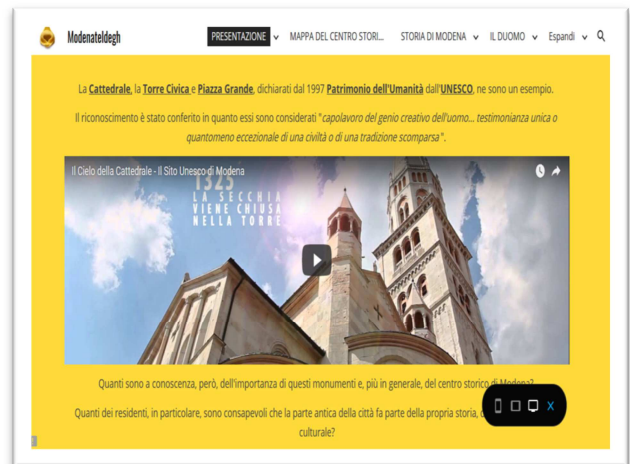 Modenateldegh
PRESENTAZIONE MAPPA DEL CENTRO STORI... STORIA DI MODENA IL DUOMO Espandi
La Cattedrale, la Torre Civica e Piazza Grande, dichiarati dal 1997 Patrimonio dell'Umanità dall'UNESCO, ne sono un esempio.
Il riconoscimento è stato conferito in quanto essi sono considerati "capolavoro del genio creativo dell'uomo... testimonianza unica o
quantomeno eccezionale di una civiltà o di una tradizione scomparsa".
Il Cielo della Cattedrale - Il Sito Unesco di Modena
1325
LA SECCHIA
VIENE CHIUSA
NELLA TORRE
Quanti sono a conoscenza, però, dell'importanza di questi monumenti e, più in generale, del centro storico di Modena?
Quanti dei residenti, in particolare, sono consapevoli che la parte antica della città fa parte della propria storia,
culturale?
X